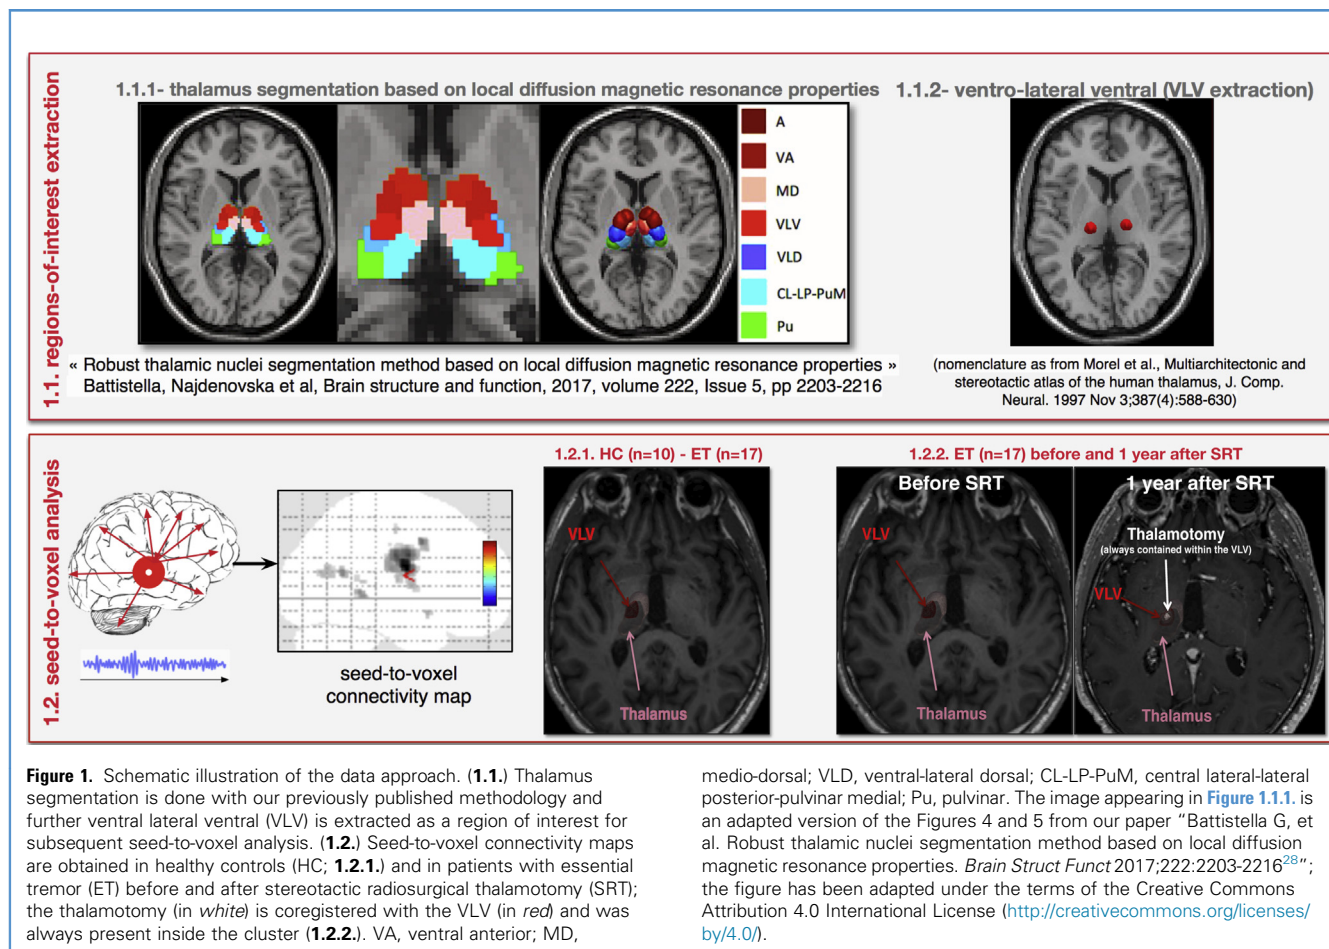 1.1. regions-of-interest extraction
1.1.1- thalamus segmentation based on local diffusion magnetic resonance properties
A
VA
MD
VLV
VLD
CL-LP-PuM
Pu
« Robust thalamic nuclei segmentation method based on local diffusion magnetic resonance properties »
Battistella, Najdenovska et al, Brain structure and function, 2017, volume 222, Issue 5, pp 2203-2216
1.1.2- ventro-lateral ventral (VLV extraction)
(nomenclature as from Morel et al., Multiarchitectonic and
stereotactic atlas of the human thalamus, J. Comp.
Neural. 1997 Nov 3;387(4):588-630)
1.2. seed-to-voxel analysis
seed-to-voxel
connectivity map
1.2.1. HC (n=10) - ET (n=17)
VLV
Thalamus
1.2.2. ET (n=17) before and 1 year after SRT
Before SRT
VLV
Thalamus
1 year after SRT
Thalamotomy
(always contained within the VLV)
VLV
Thalamus
Figure 1. Schematic illustration of the data approach. (1.1.) Thalamus
segmentation is done with our previously published methodology and
further ventral lateral ventral (VLV) is extracted as a region of interest for
subsequent seed-to-voxel analysis. (1.2.) Seed-to-voxel connectivity maps
are obtained in healthy controls (HC; 1.2.1.) and in patients with essential
tremor (ET) before and after stereotactic radiosurgical thalamotomy (SRT);
the thalamotomy (in white) is coregistered with the VLV (in red) and was
always present inside the cluster (1.2.2.). VA, ventral anterior; MD,
medio-dorsal; VLD, ventral-lateral dorsal; CL-LP-PuM, central lateral-lateral
posterior-pulvinar medial; Pu, pulvinar. The image appearing in Figure 1.1.1. is
an adapted version of the Figures 4 and 5 from our paper “Battistella G, et
al. Robust thalamic nuclei segmentation method based on local diffusion
magnetic resonance properties. Brain Struct Funct 2017;222:2203-2216²⁸”;
the figure has been adapted under the terms of the Creative Commons
Attribution 4.0 International License (http://creativecommons.org/licenses/
by/4.0/).